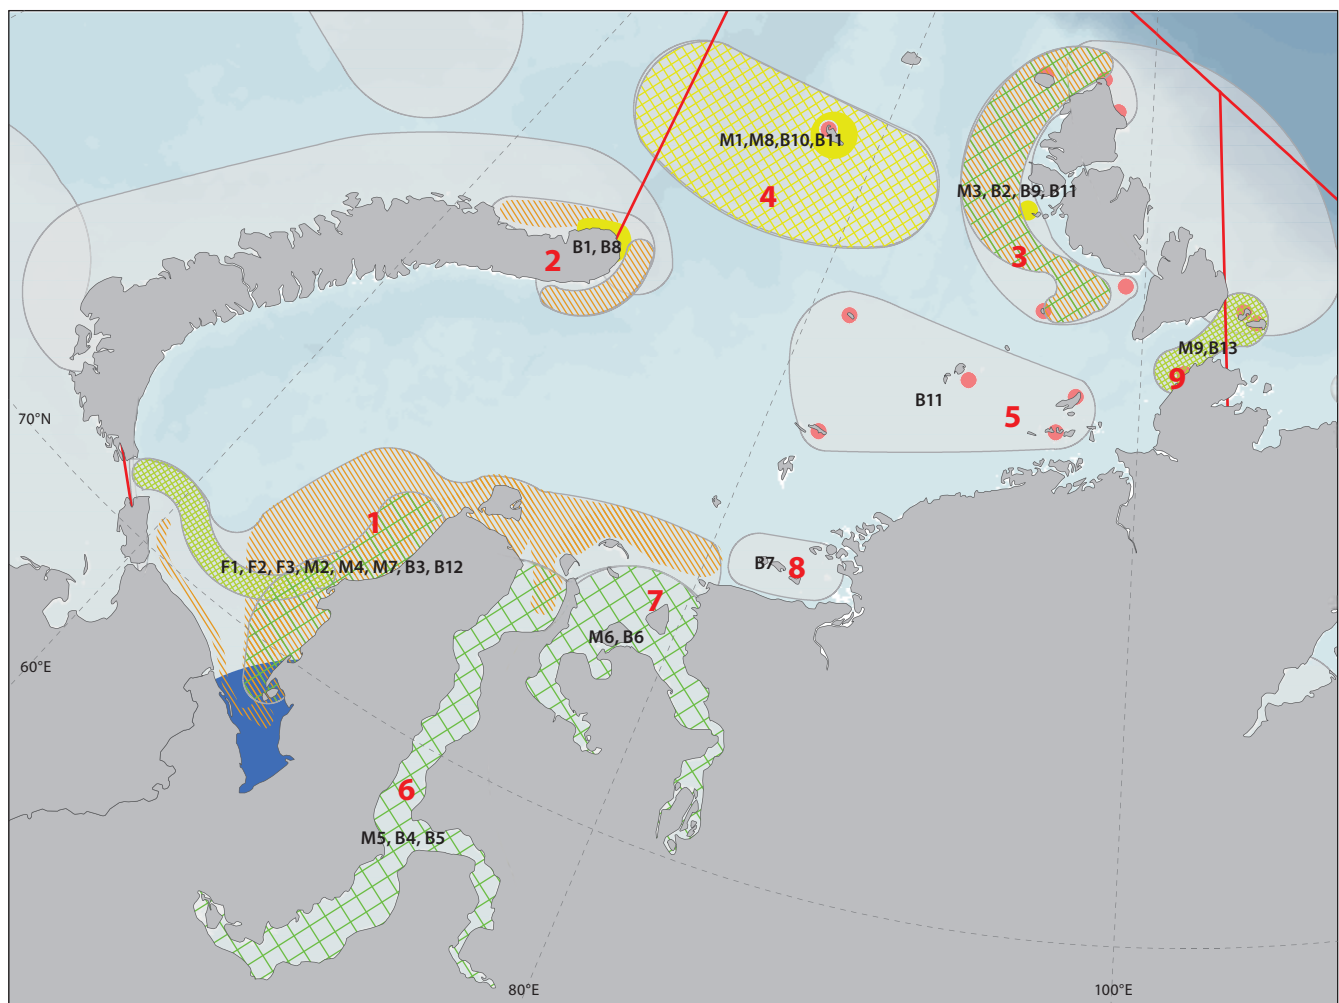 M1,M8,B10,B11
4
M3, B2, B9, B11
3
B1, B8
2
M9,B13
9
B11
5
70°N
1
F1, F2, F3, M2, M4, M7, B3, B12
B7
8
7
M6, B6
60°E
6
M5, B4, B5
80°E
100°E